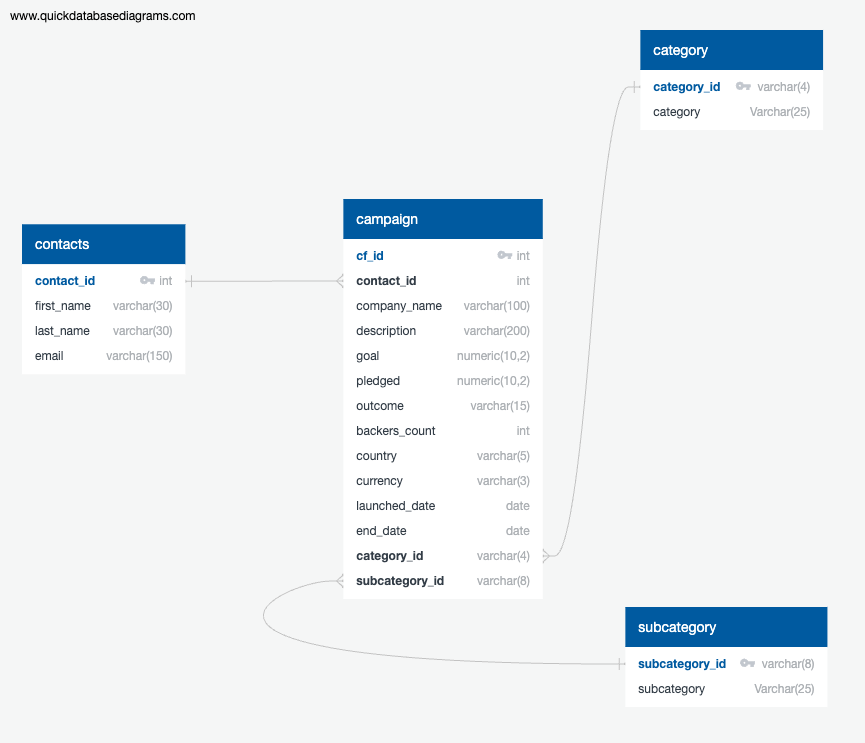 www.quickdatabasediagrams.com
category
category_id varchar(4)
category Varchar(25)
contacts
contact_id int
first_name varchar(30)
last_name varchar(30)
email varchar(150)
campaign
cf_id int
contact_id int
company_name varchar(100)
description varchar(200)
goal numeric(10,2)
pledged numeric(10,2)
outcome varchar(15)
backers_count int
country varchar(5)
currency varchar(3)
launched_date date
end_date date
category_id varchar(4)
subcategory_id varchar(8)
subcategory
subcategory_id varchar(8)
subcategory Varchar(25)